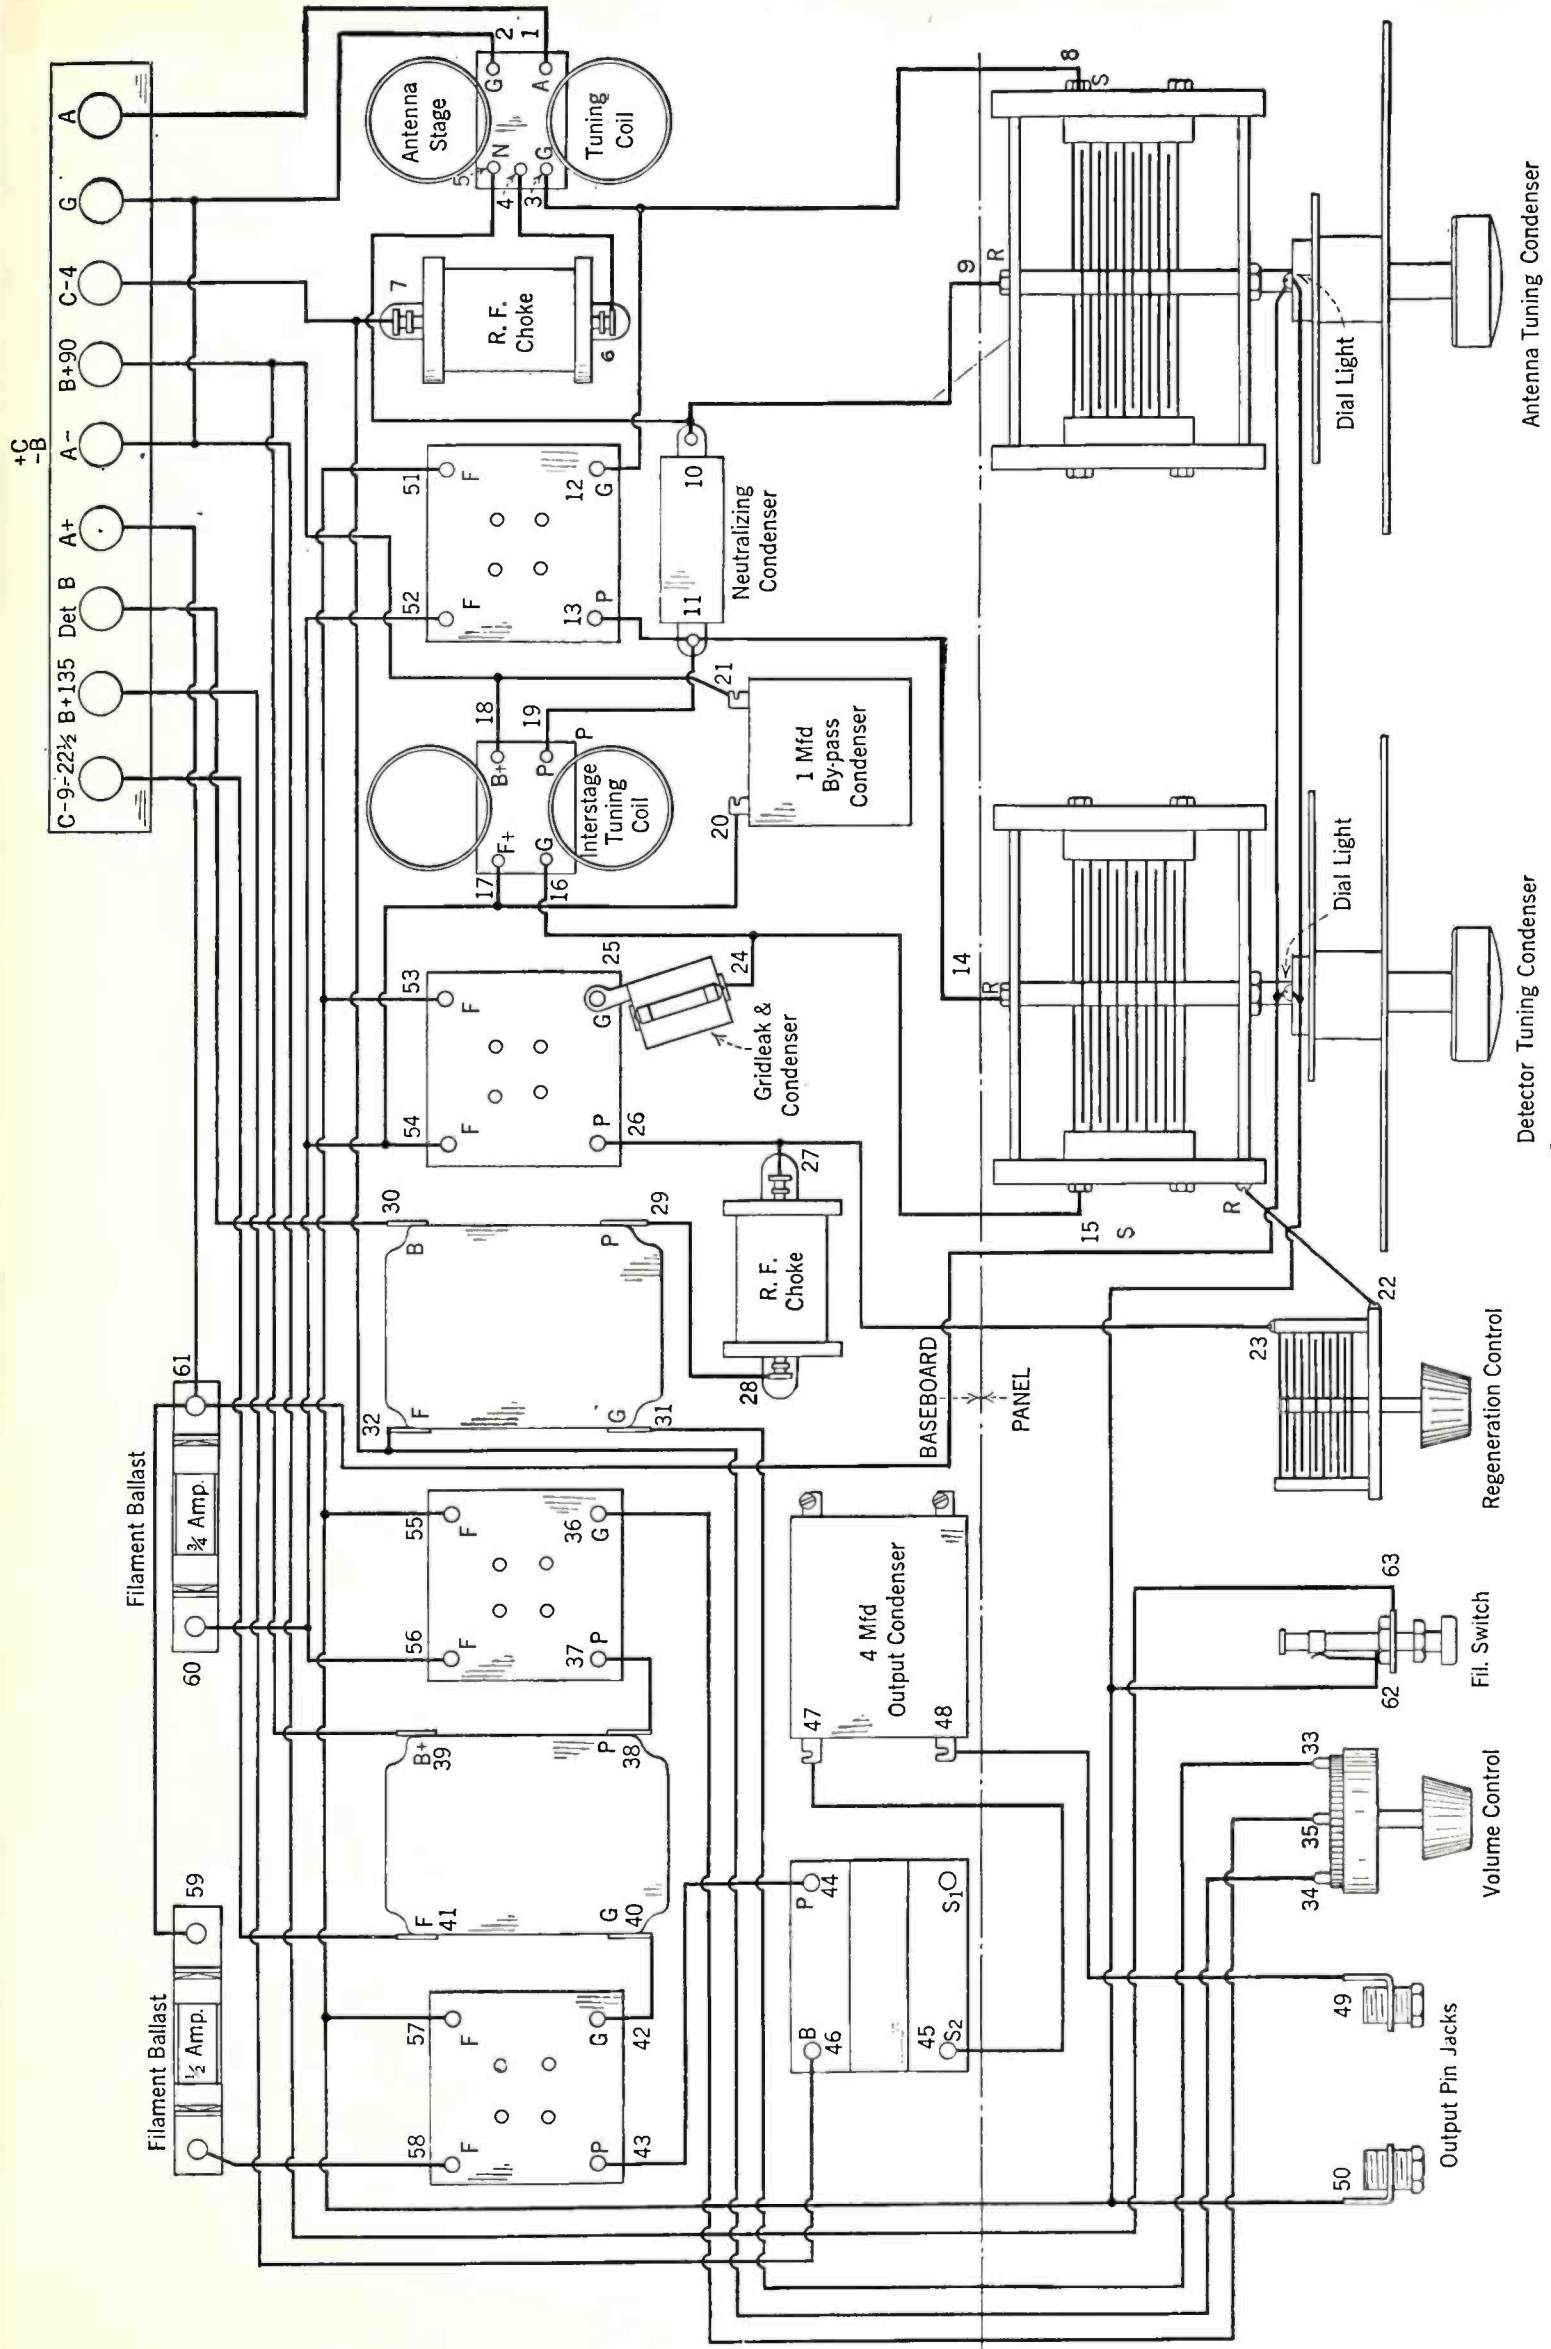 +C
-B
C-9-22½
B+135
Det B
A+
A-
B+90
C-4
G
A
Filament Ballast
½ Amp.
59
Filament Ballast
¾ Amp.
60
61
Antenna
Stage
Tuning
Coil
G
A
N
G
1
2
3
4
5
R. F.
Choke
6
7
51
F
52
F
12
G
13
P
10
11
Neutralizing
Condenser
Interstage
Tuning
Coil
B+
P
P
F+
G
16
17
18
19
20
21
1 Mfd
By-pass
Condenser
53
F
54
F
25
G
26
P
24
Gridleak &
Condenser
30
B
29
P
32
F
31
G
R. F.
Choke
27
28
55
F
56
F
36
G
37
P
B+
39
P
38
F
41
G
40
57
F
58
F
G
42
P
43
P
44
S1
B
46
45
S2
4 Mfd
Output Condenser
47
48
BASEBOARD
PANEL
8
S
9
R
Dial Light
Antenna Tuning Condenser
14
R
15
S
R
Dial Light
Detector Tuning Condenser
22
23
Regeneration Control
63
62
Fil. Switch
33
35
34
Volume Control
49
50
Output Pin Jacks